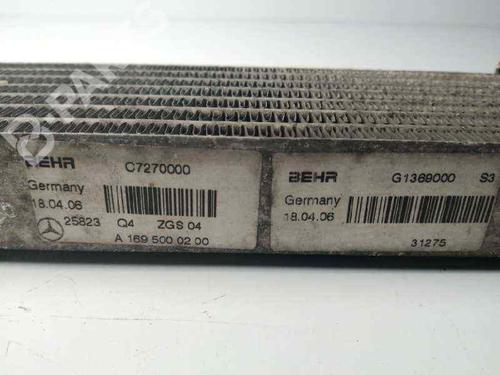 B-PARTS
BEHR C7270000
Germany
18.04.06
25823 Q4 ZGS 04
A 169 500 02 00
BEHR G1369000 S3
Germany
18.04.06
31275